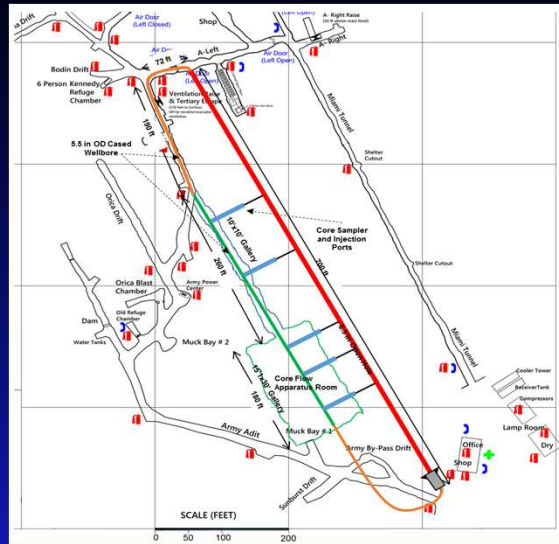 Shop
Air Door
(Left Open)
A- Right Raise
Air Door
(Left Closed)
A-Left
A- Right
Air Door
(Left Open)
72 ft
Bodin Drift
6 Person Kennedy
Refuge
Chamber
Ventilation Raise
& Tertiary Escape
190 ft
Miami Tunnel
5.5 in OD Cased
Wellbore
Shelter
Cutout
Orica Drift
Core Sampler
and Injection
Ports
10'x10' Gallery
260 ft
700 ft
Shelter Cutout
Orica Blast
Chamber
Army Power
Center
Old Refuge
Chamber
Dam
Water Tanks
Muck Bay # 2
Miami Tunnel
Core Flow
Apparatus Room
15'x30' Gallery
180 ft
Cooler Tower
ReceiverTank
Compressors
Lamp Room
Dry
Office
Shop
Army Adit
Muck Bay # 1
Army By-Pass Drift
Sunburst Drift
SCALE (FEET)
0
50
100
200